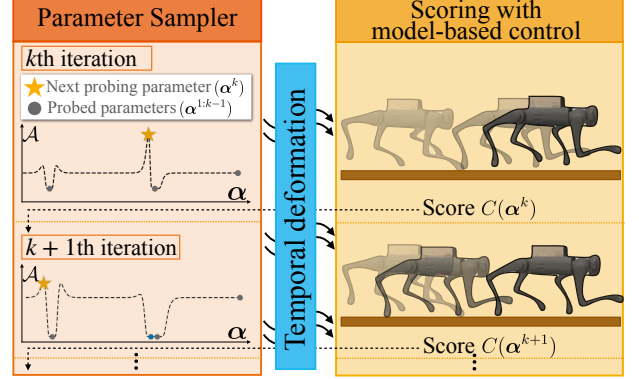 Parameter Sampler
kth iteration
Next probing parameter (α^k)
Probed parameters (α^{1:k−1})
𝒜
α
k + 1th iteration
𝒜
α
Temporal deformation
Scoring with
model-based control
Score C(α^k)
Score C(α^{k+1})